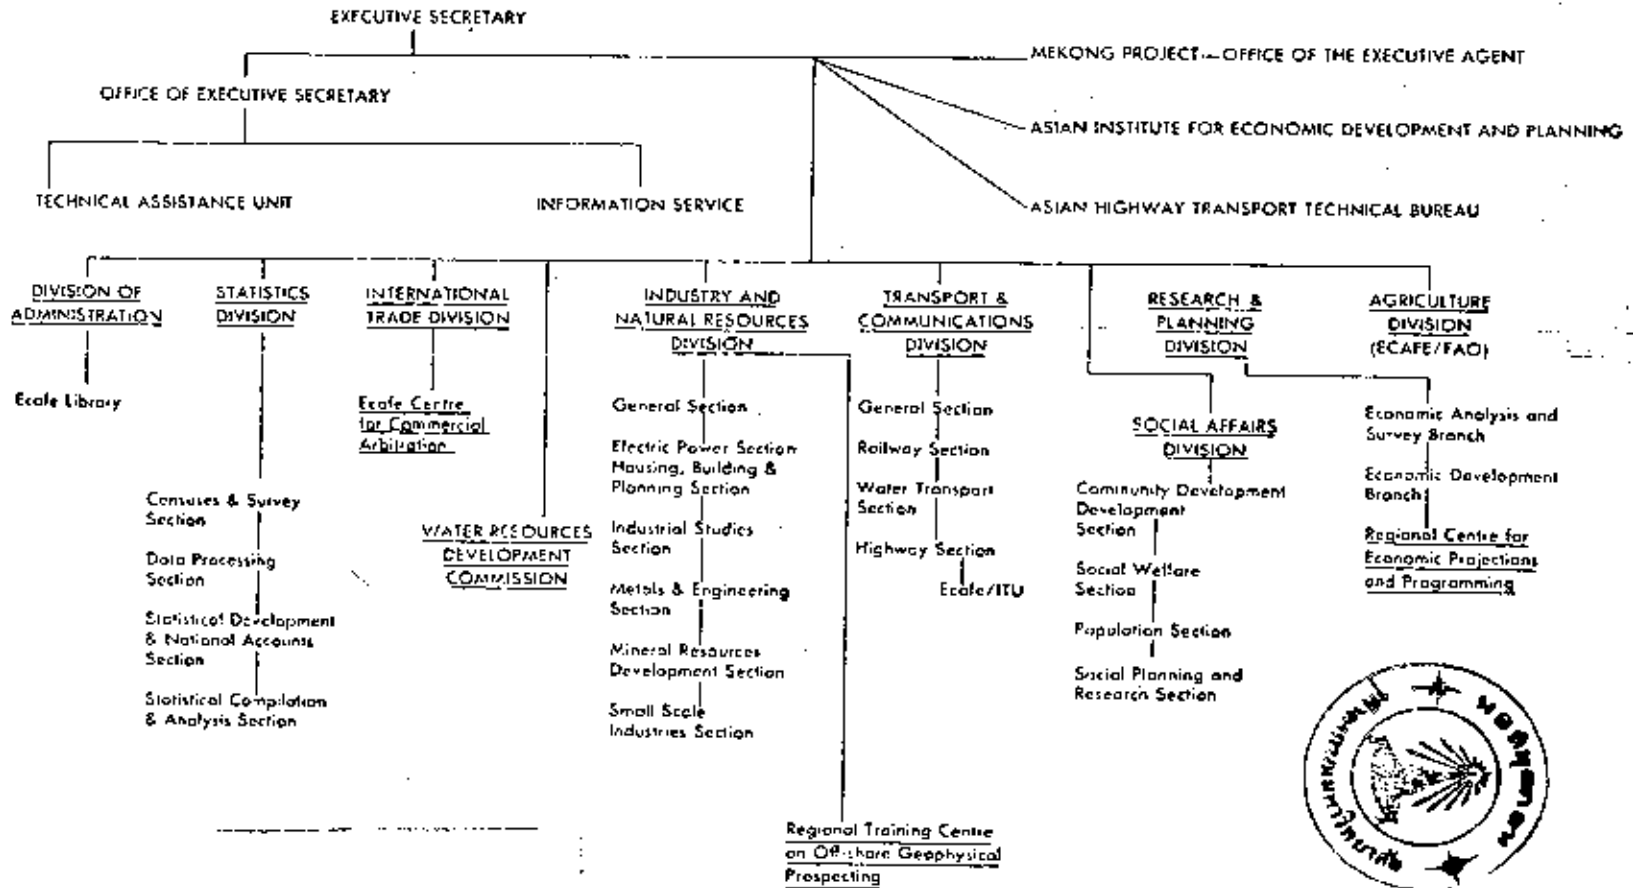 EXECUTIVE SECRETARY
MEKONG PROJECT — OFFICE OF THE EXECUTIVE AGENT
OFFICE OF EXECUTIVE SECRETARY
ASIAN INSTITUTE FOR ECONOMIC DEVELOPMENT AND PLANNING
TECHNICAL ASSISTANCE UNIT
INFORMATION SERVICE
ASIAN HIGHWAY TRANSPORT TECHNICAL BUREAU
DIVISION OF
ADMINISTRATION
Ecafe Library
STATISTICS
DIVISION
Censuses & Survey
Section
Data Processing
Section
Statistical Development
& National Accounts
Section
Statistical Compilation
& Analysis Section
INTERNATIONAL
TRADE DIVISION
Ecafe Centre
for Commercial
Arbitration
WATER RESOURCES
DEVELOPMENT
COMMISSION
INDUSTRY AND
NATURAL RESOURCES
DIVISION
General Section
Electric Power Section
Housing, Building &
Planning Section
Industrial Studies
Section
Metals & Engineering
Section
Mineral Resources
Development Section
Small Scale
Industries Section
Regional Training Centre
on Off-shore Geophysical
Prospecting
TRANSPORT &
COMMUNICATIONS
DIVISION
General Section
Railway Section
Water Transport
Section
Highway Section
Ecafe/ITU
SOCIAL AFFAIRS
DIVISION
Community Development
Development
Section
Social Welfare
Section
Population Section
Social Planning and
Research Section
RESEARCH &
PLANNING
DIVISION
Economic Analysis and
Survey Branch
Economic Development
Branch
Regional Centre for
Economic Projections
and Programming
AGRICULTURE
DIVISION
(ECAFE/FAO)